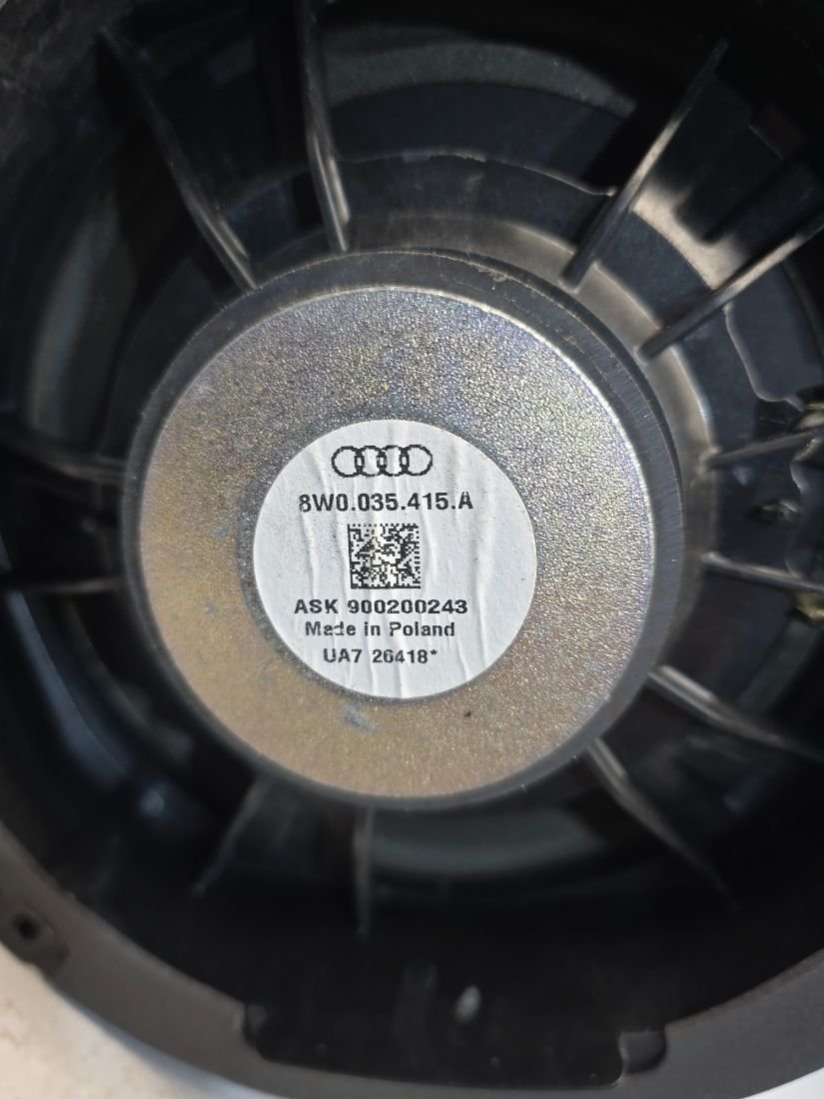 8W0.035.415.A
ASK 900200243
Made in Poland
UA7 26418*